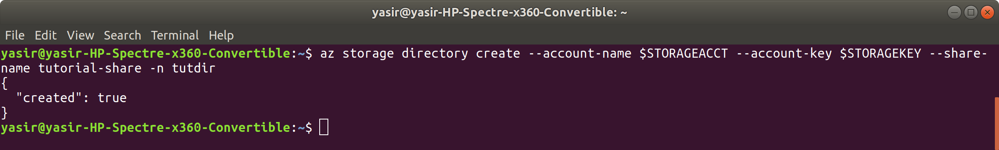 yasir@yasir-HP-Spectre-x360-Convertible: ~
File Edit View Search Terminal Help
yasir@yasir-HP-Spectre-x360-Convertible:~$ az storage directory create --account-name $STORAGEACCT --account-key $STORAGEKEY --share-
name tutorial-share -n tutdir
{
  "created": true
}
yasir@yasir-HP-Spectre-x360-Convertible:~$